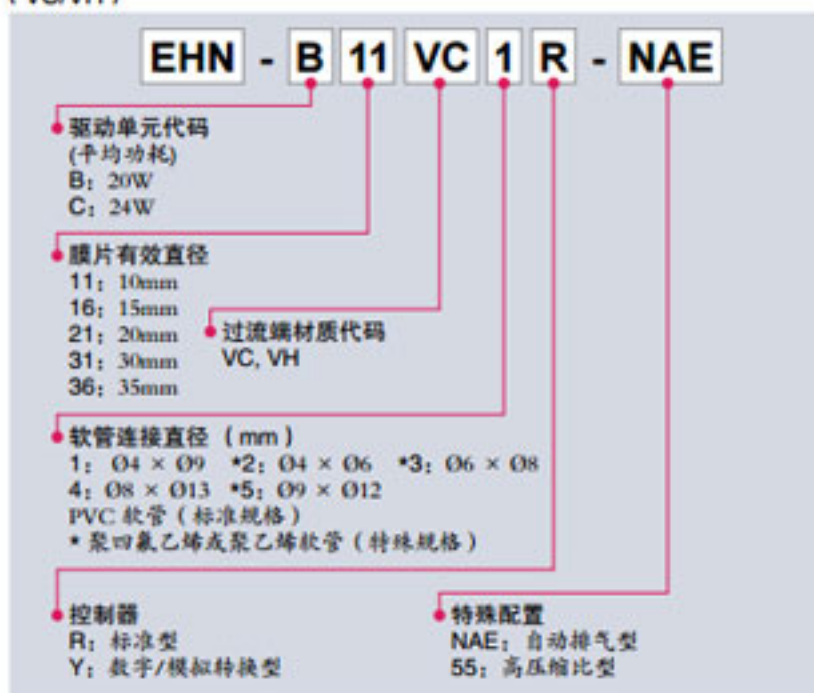 EHN - B 11 VC 1 R - NAE
驱动单元代码
(平均功耗)
B：20W
C：24W
膜片有效直径
11：10mm
16：15mm
21：20mm
31：30mm
36：35mm
过流端材质代码
VC, VH
软管连接直径（mm）
1：Ø4 × Ø9 *2：Ø4 × Ø6 *3：Ø6 × Ø8
4：Ø8 × Ø13 *5：Ø9 × Ø12
PVC 软管（标准规格）
* 聚四氟乙烯或聚乙烯软管（特殊规格）
控制器
R：标准型
Y：数字/模拟转换型
特殊配置
NAE：自动排气型
55：高压缩比型